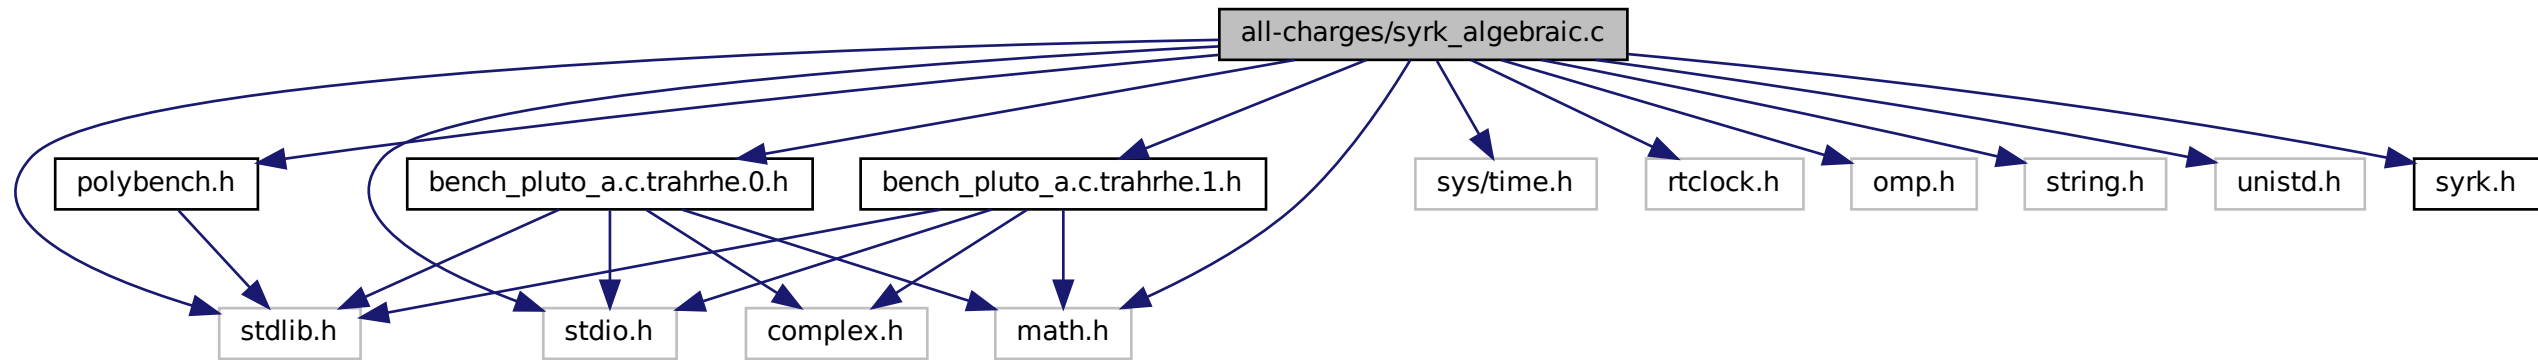 all-charges/syrk_algebraic.c
polybench.h
bench_pluto_a.c.trahrhe.0.h
bench_pluto_a.c.trahrhe.1.h
sys/time.h
rtclock.h
omp.h
string.h
unistd.h
syrk.h
stdlib.h
stdio.h
complex.h
math.h